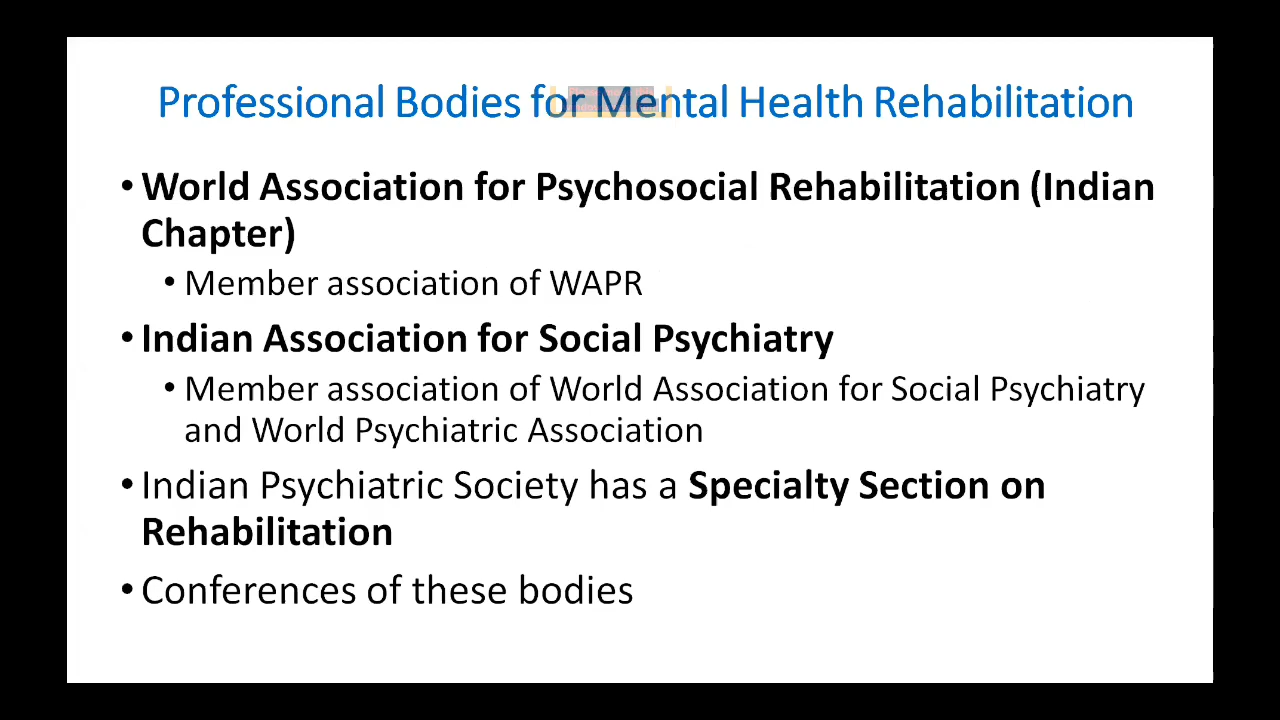 Professional Bodies for Mental Health Rehabilitation
• World Association for Psychosocial Rehabilitation (Indian
Chapter)
• Member association of WAPR
• Indian Association for Social Psychiatry
• Member association of World Association for Social Psychiatry
and World Psychiatric Association
• Indian Psychiatric Society has a Specialty Section on
Rehabilitation
• Conferences of these bodies